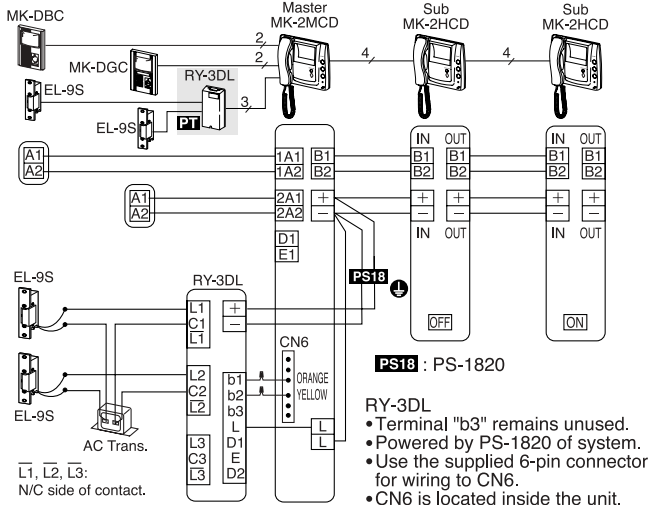 MK-DBC
MK-DGC
EL-9S
EL-9S
RY-3DL
PT
2
2
3
Master
MK-2MCD
4
Sub
MK-2HCD
4
Sub
MK-2HCD
A1
A2
A1
A2
1A1 B1
1A2 B2
2A1 +
2A2 −
D1
E1
IN OUT
B1 B1
B2 B2
+ +
− −
IN OUT
OFF
IN OUT
B1 B1
B2 B2
+ +
− −
IN OUT
ON
PS18
PS18 : PS-1820
EL-9S
EL-9S
AC Trans.
RY-3DL
L1 +
C1 −
L1
L2
C2
L2
L3
C3
L3
b1
b2
b3
L
D1
E
D2
CN6
ORANGE
YELLOW
L
L
L1, L2, L3:
N/C side of contact.
RY-3DL
•Terminal "b3" remains unused.
•Powered by PS-1820 of system.
•Use the supplied 6-pin connector
for wiring to CN6.
•CN6 is located inside the unit.